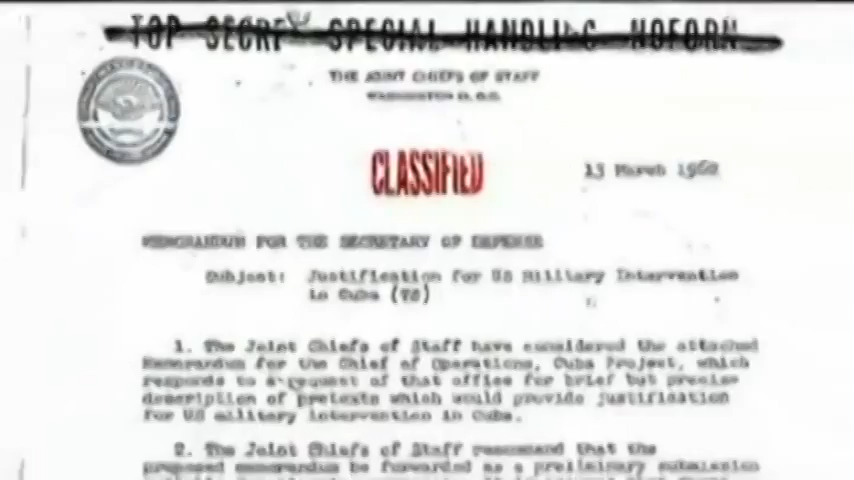 TOP SECRET SPECIAL HANDLING NOFORN
THE JOINT CHIEFS OF STAFF
WASHINGTON 25, D.C.
CLASSIFIED
13 March 1962
MEMORANDUM FOR THE SECRETARY OF DEFENSE
Subject: Justification for US Military Intervention
in Cuba (TS)
1. The Joint Chiefs of Staff have considered the attached
Memorandum for the Chief of Operations, Cuba Project, which
responds to a request of that office for brief but precise
description of pretexts which would provide justification
for US military intervention in Cuba.
2. The Joint Chiefs of Staff recommend that the
proposed memorandum be forwarded as a preliminary submission